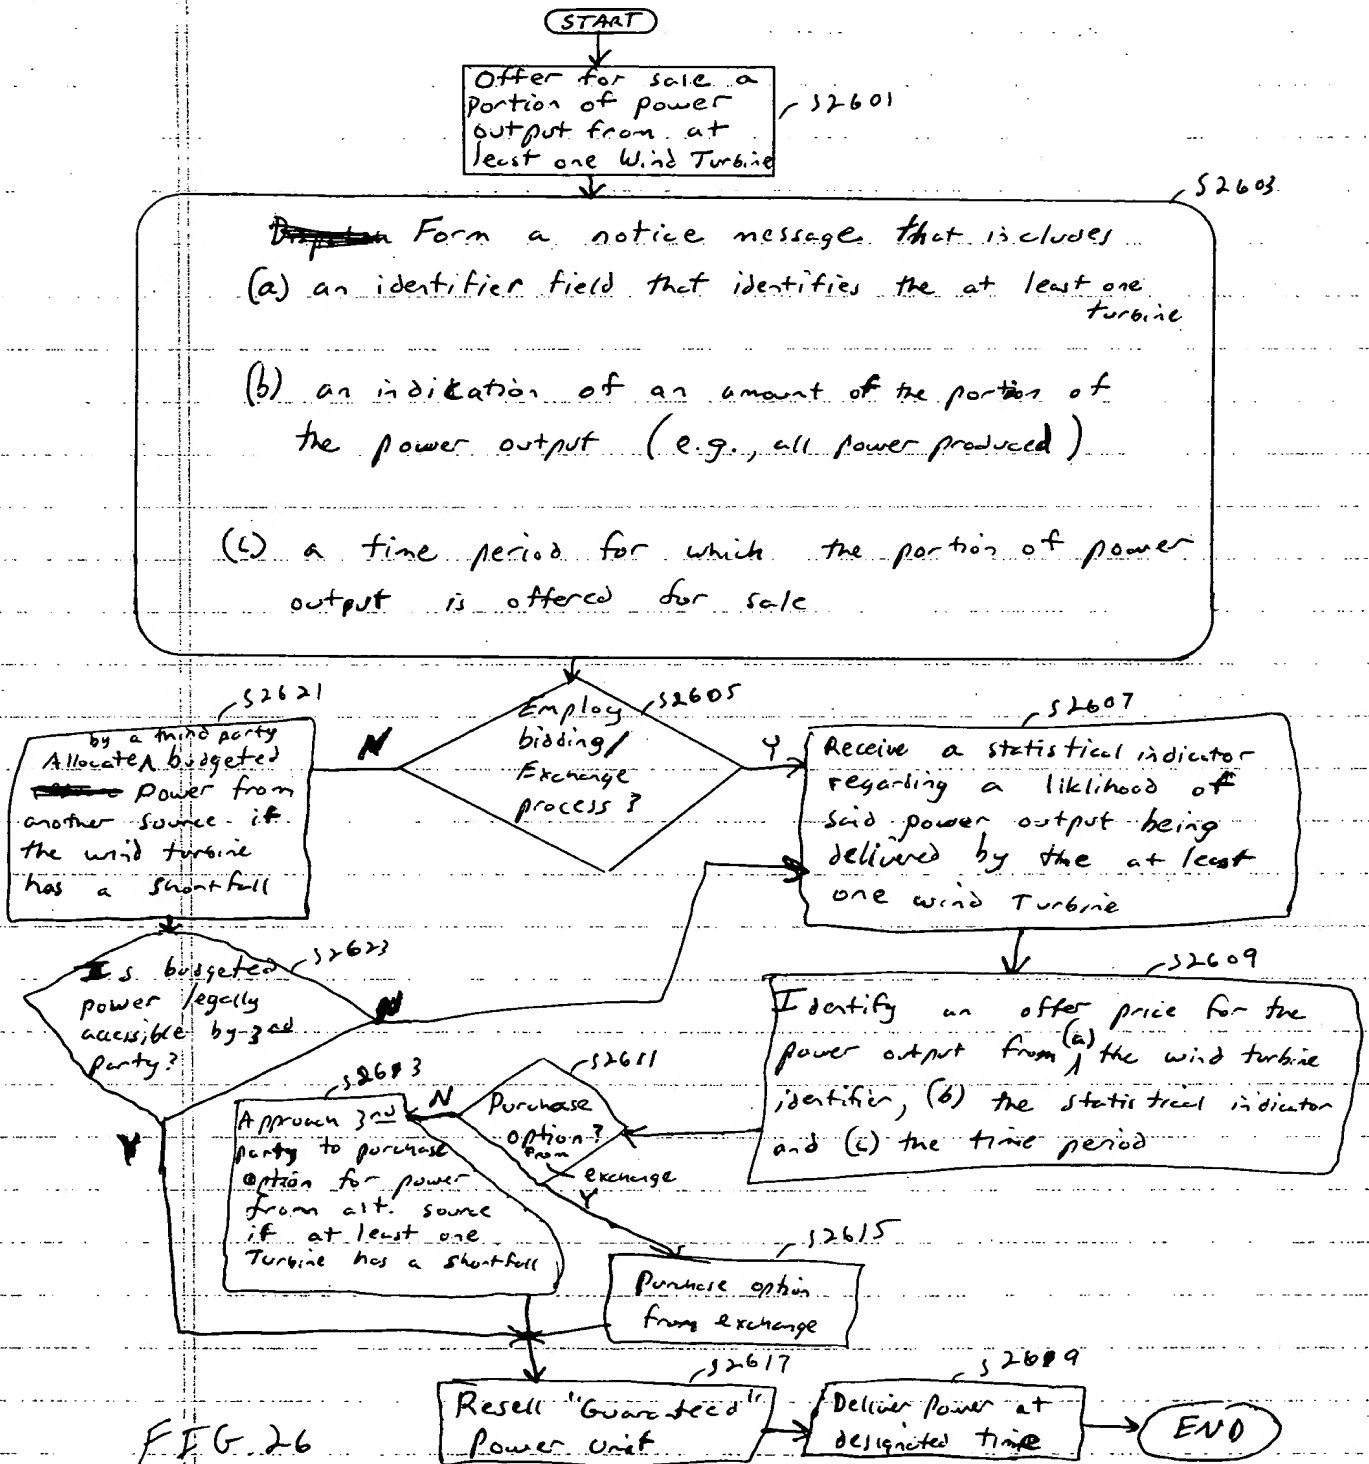 START
Offer for sale a
portion of power
output from at
least one Wind Turbine
S2601
S2603
Form a notice message that includes
(a) an identifier field that identifies the at least one
turbine
(b) an indication of an amount of the portion of
the power output (e.g., all power produced)
(c) a time period for which the portion of power
output is offered for sale
S2621
by a third party
Allocate budgeted
Power from
another source if
the wind turbine
has a shortfall
N
S2605
Employ
bidding/
Exchange
process?
Y
S2607
Receive a statistical indicator
regarding a liklihood of
said power output being
delivered by the at least
one wind Turbine
S2623
Is budgeted
power legally
accessible by 3rd
party?
N
Y
S2609
Identify an offer price for the
power output from (a) the wind turbine
identifier, (b) the statistical indicator
and (c) the time period
S2611
Purchase
option?
from
exchange
N
Y
S2613
Approach 3rd
party to purchase
option for power
from alt. source
if at least one
Turbine has a shortfall
S2615
Purchase option
from exchange
S2617
Resell "Guaranteed"
Power Unit
S2619
Deliver Power at
designated time
END
FIG. 26